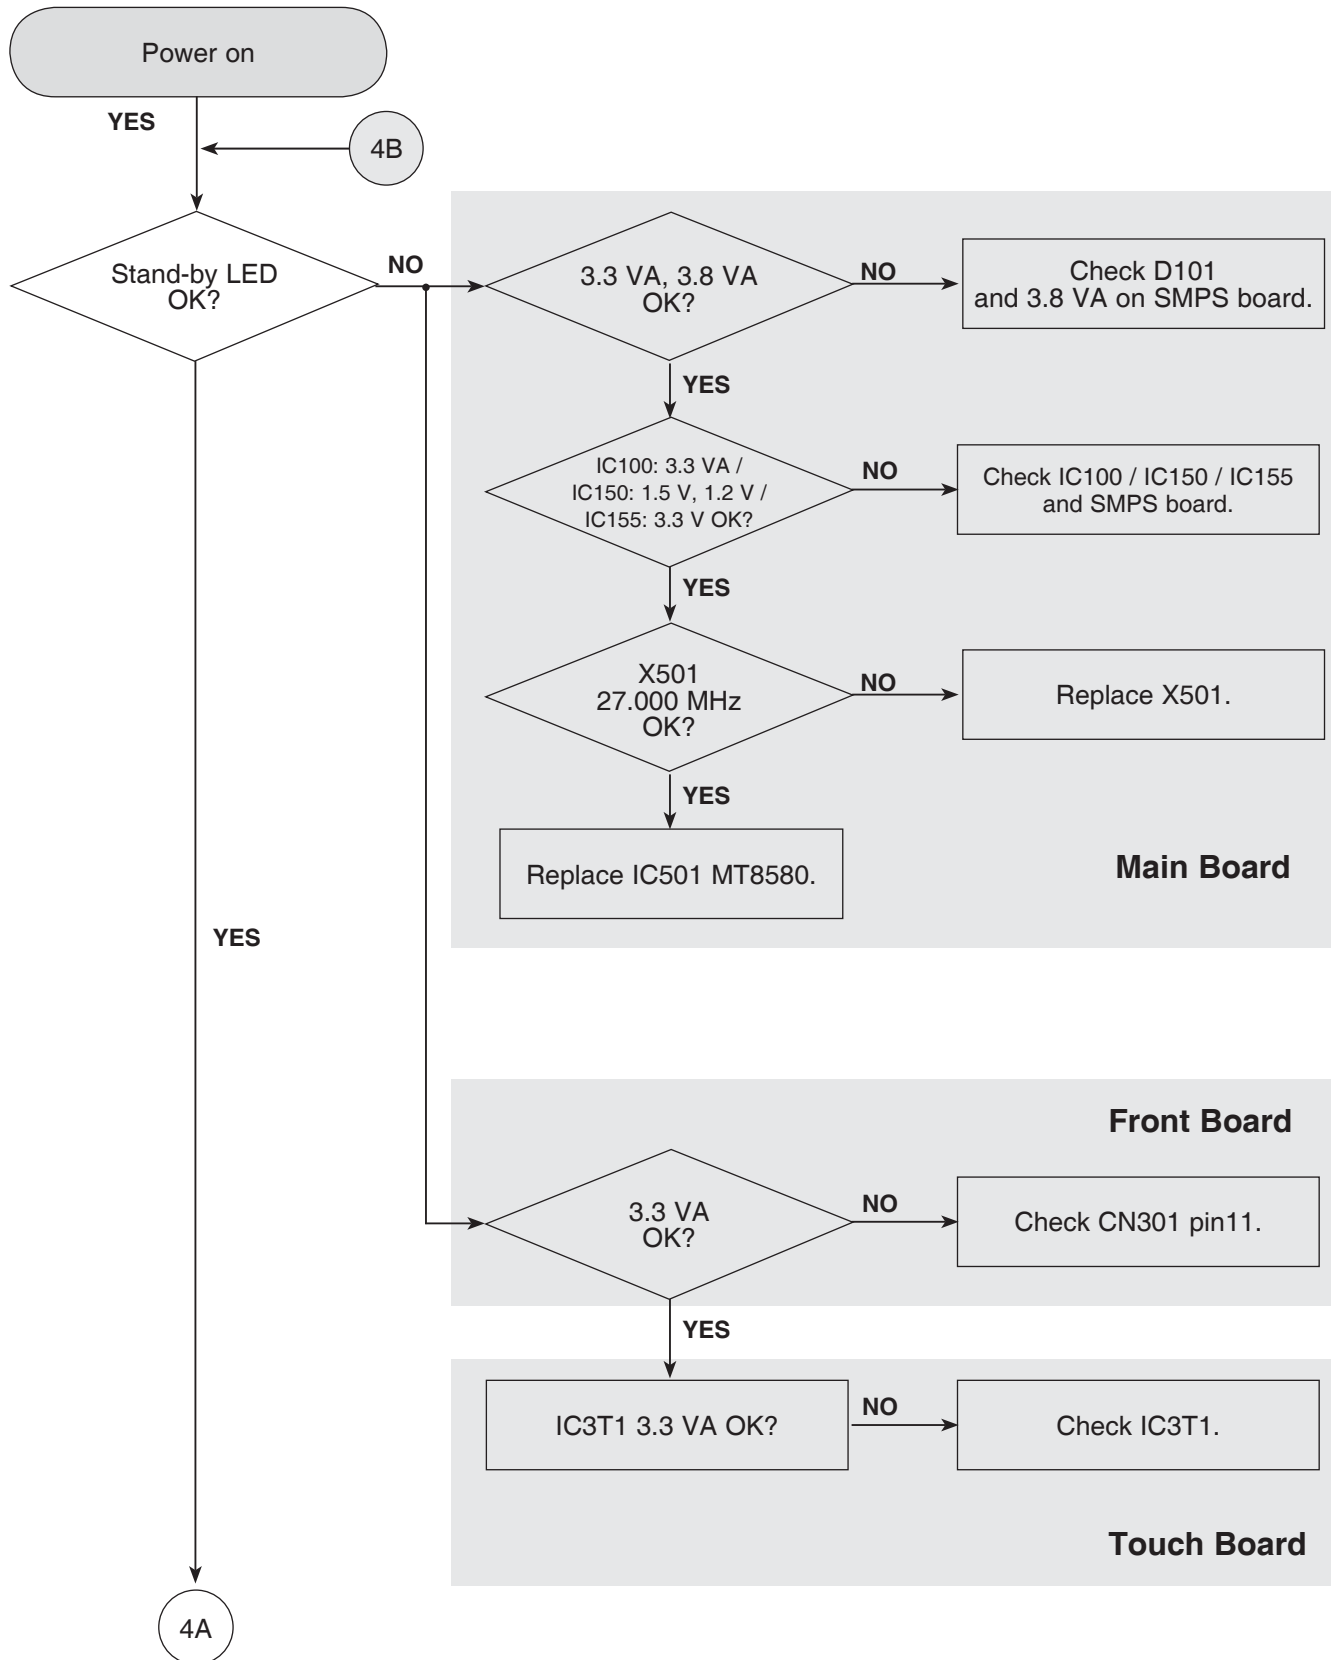 Power on
YES
4B
Stand-by LED
OK?
NO
3.3 VA, 3.8 VA
OK?
NO
Check D101
and 3.8 VA on SMPS board.
YES
IC100: 3.3 VA /
IC150: 1.5 V, 1.2 V /
IC155: 3.3 V OK?
NO
Check IC100 / IC150 / IC155
and SMPS board.
YES
X501
27.000 MHz
OK?
NO
Replace X501.
YES
Replace IC501 MT8580.
Main Board
YES
Front Board
3.3 VA
OK?
NO
Check CN301 pin11.
YES
IC3T1 3.3 VA OK?
NO
Check IC3T1.
Touch Board
4A